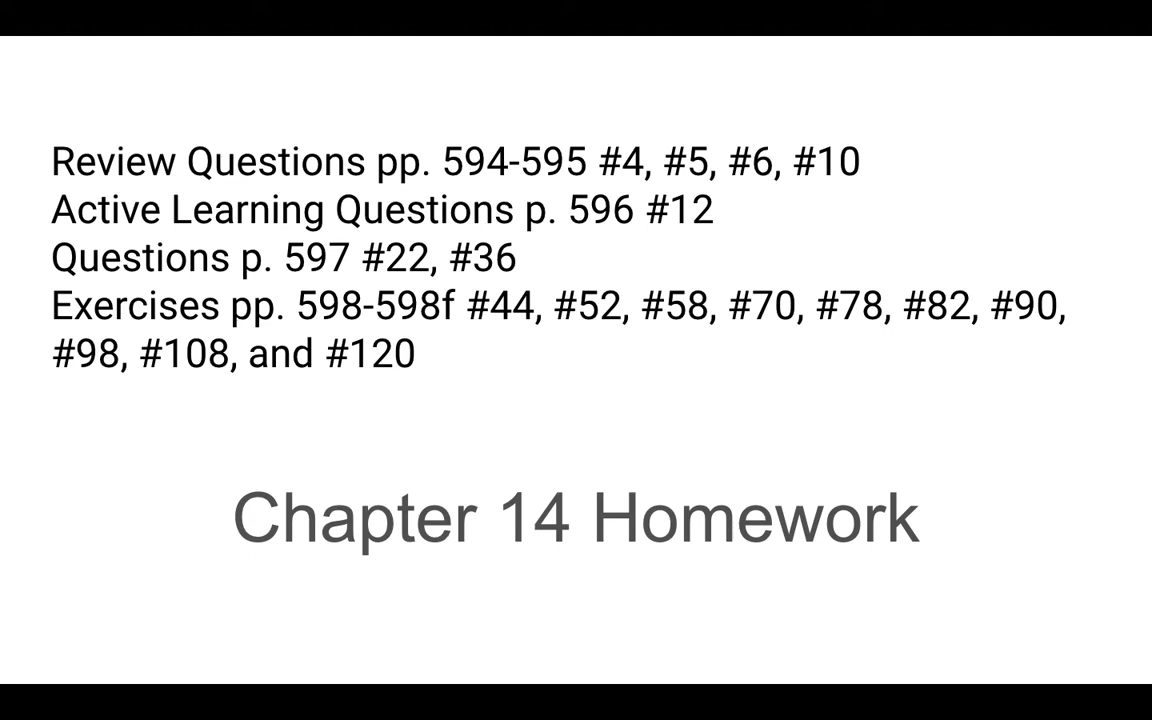 Review Questions pp. 594-595 #4, #5, #6, #10
Active Learning Questions p. 596 #12
Questions p. 597 #22, #36
Exercises pp. 598-598f #44, #52, #58, #70, #78, #82, #90,
#98, #108, and #120
Chapter 14 Homework